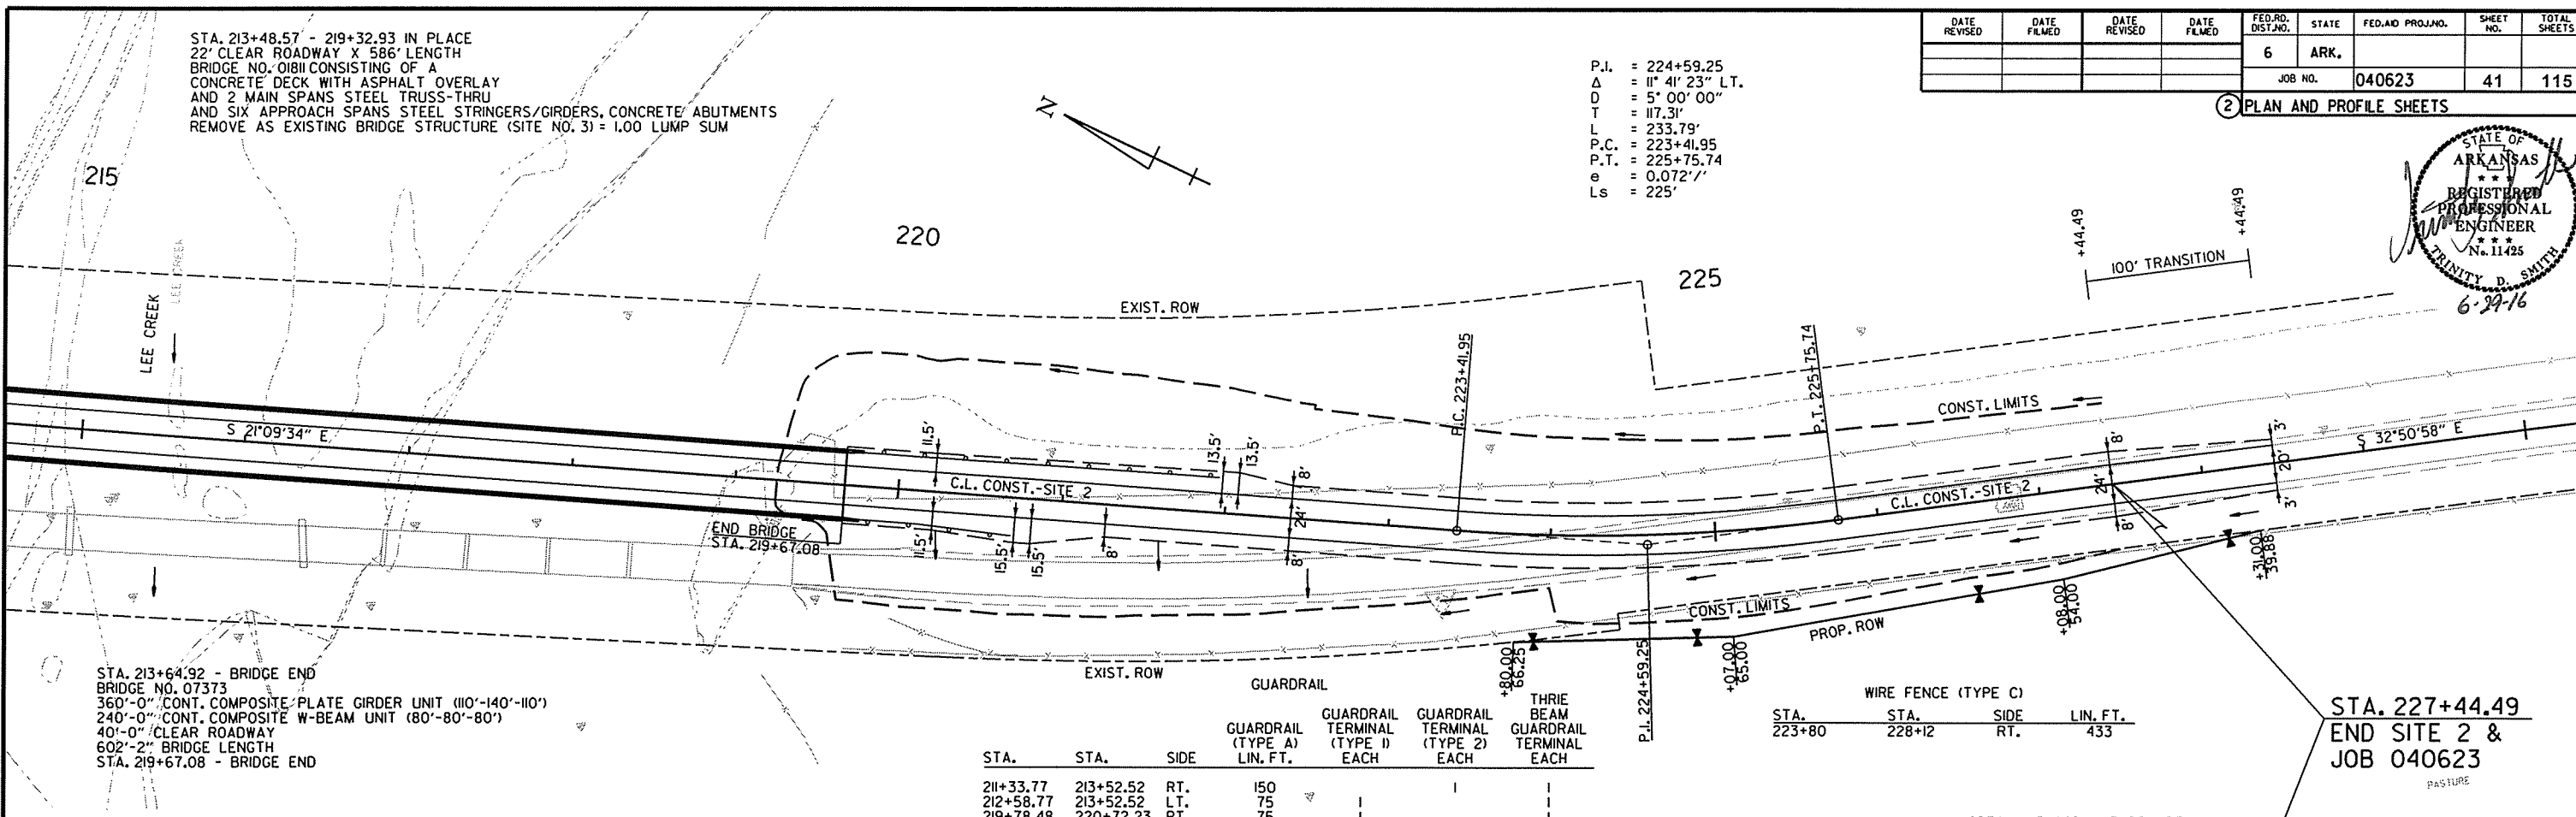 STA. 213+48.57 - 219+32.93 IN PLACE
22' CLEAR ROADWAY X 586' LENGTH
BRIDGE NO. 01811 CONSISTING OF A
CONCRETE DECK WITH ASPHALT OVERLAY
AND 2 MAIN SPANS STEEL TRUSS-THRU
AND SIX APPROACH SPANS STEEL STRINGERS/GIRDERS, CONCRETE ABUTMENTS
REMOVE AS EXISTING BRIDGE STRUCTURE (SITE NO. 3) = 1.00 LUMP SUM
P.I. = 224+59.25
Δ = 11° 41' 23" LT.
D = 5° 00' 00"
T = 117.31'
L = 233.79'
P.C. = 223+41.95
P.T. = 225+75.74
e = 0.072'/'
Ls = 225'
DATE REVISED DATE FILMED DATE REVISED DATE FILMED FED.RD. DIST.NO. STATE FED.AID PROJ.NO. SHEET NO. TOTAL SHEETS
6 ARK.
JOB NO. 040623 41 115
2 PLAN AND PROFILE SHEETS
STATE OF
ARKANSAS
REGISTERED
PROFESSIONAL
ENGINEER
No. 11425
TRINITY D. SMITH
6-29-16
N
215
220
225
+44.49
+44.49
100' TRANSITION
LEE CREEK
LEE CREEK
EXIST. ROW
P.C. 223+41.95
P.T. 225+75.74
CONST. LIMITS
S 21°09'34" E
S 32°50'58" E
11.5'
13.5'
13.5'
8'
C.L. CONST.-SITE 2
24'
8'
C.L. CONST.-SITE 2
8'
24'
8'
3'
20'
3'
END BRIDGE
STA. 219+67.08
11.5'
15.5'
15.5'
8'
CONST. LIMITS
PROP. ROW
EXIST. ROW
+80.00
66.25
P.I. 224+59.25
+07.00
65.00
+08.00
54.00
+31.00
39.88
STA. 213+64.92 - BRIDGE END
BRIDGE NO. 07373
360'-0" CONT. COMPOSITE PLATE GIRDER UNIT (110'-140'-110')
240'-0" CONT. COMPOSITE W-BEAM UNIT (80'-80'-80')
40'-0" CLEAR ROADWAY
602'-2" BRIDGE LENGTH
STA. 219+67.08 - BRIDGE END
GUARDRAIL
STA. STA. SIDE GUARDRAIL (TYPE A) LIN. FT. GUARDRAIL TERMINAL (TYPE 1) EACH GUARDRAIL TERMINAL (TYPE 2) EACH THRIE BEAM GUARDRAIL TERMINAL EACH
211+33.77 213+52.52 RT. 150 1 1
212+58.77 213+52.52 LT. 75 1 1
219+78.48 220+72.23 RT. 75
WIRE FENCE (TYPE C)
STA. STA. SIDE LIN. FT.
223+80 228+12 RT. 433
STA. 227+44.49
END SITE 2 &
JOB 040623
PASTURE